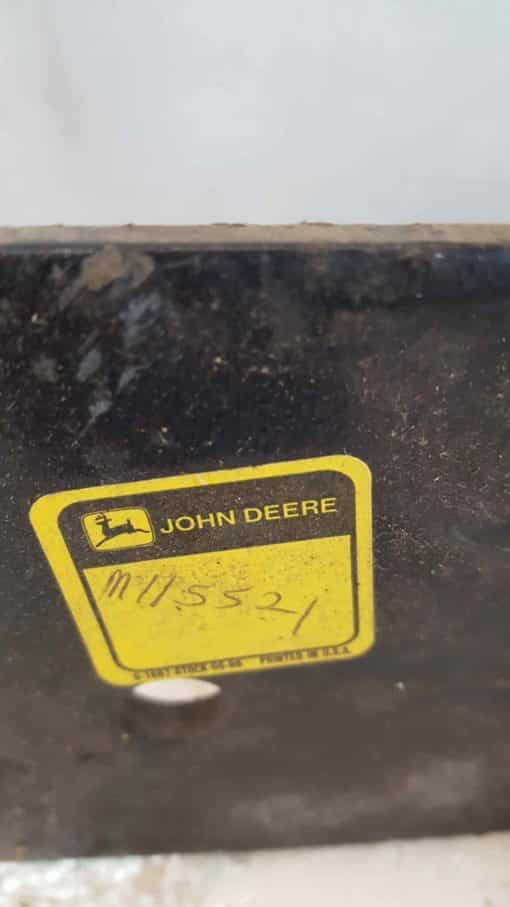 JOHN DEERE
M115521
PRINTED IN U.S.A.